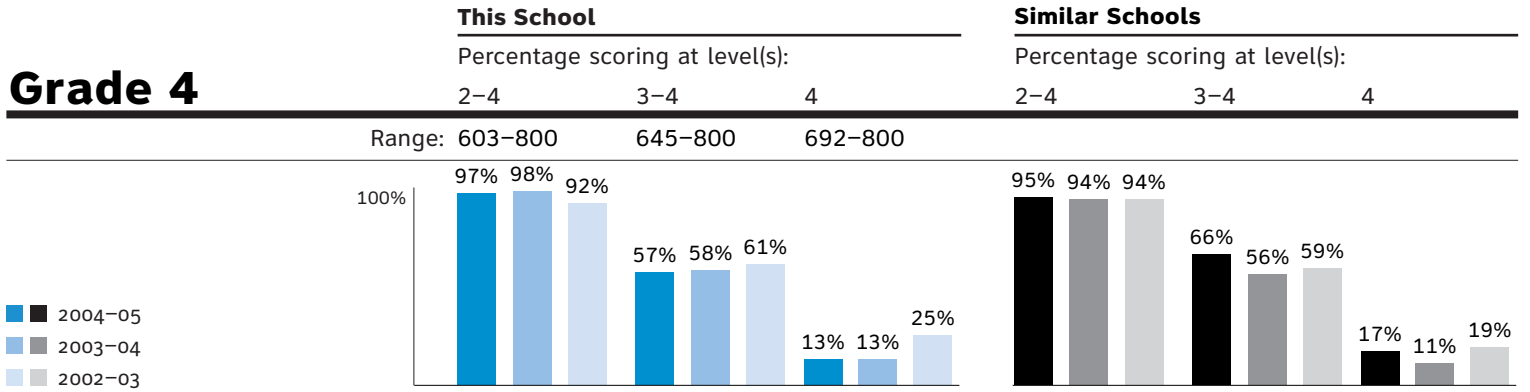 This School
Similar Schools
Percentage scoring at level(s):
Percentage scoring at level(s):
Grade 4
2–4 3–4 4
2–4 3–4 4
Range: 603–800 645–800 692–800
100%
97% 98% 92%
57% 58% 61%
13% 13% 25%
95% 94% 94%
66% 56% 59%
17% 11% 19%
2004–05
2003–04
2002–03